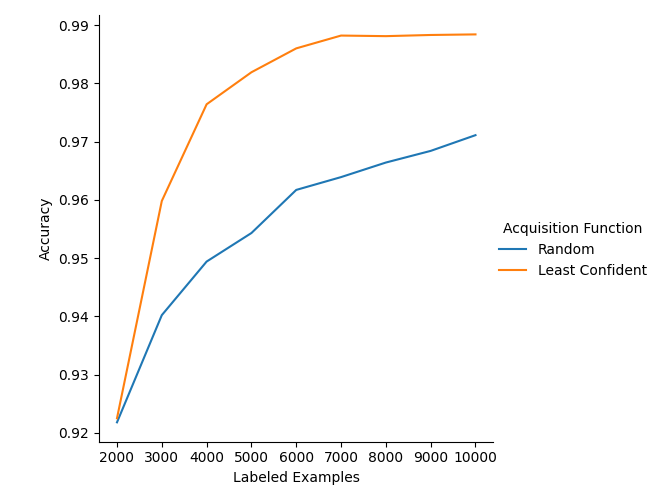 0.99
0.98
0.97
0.96
0.95
0.94
0.93
0.92
Accuracy
2000 3000 4000 5000 6000 7000 8000 9000 10000
Labeled Examples
Acquisition Function
Random
Least Confident